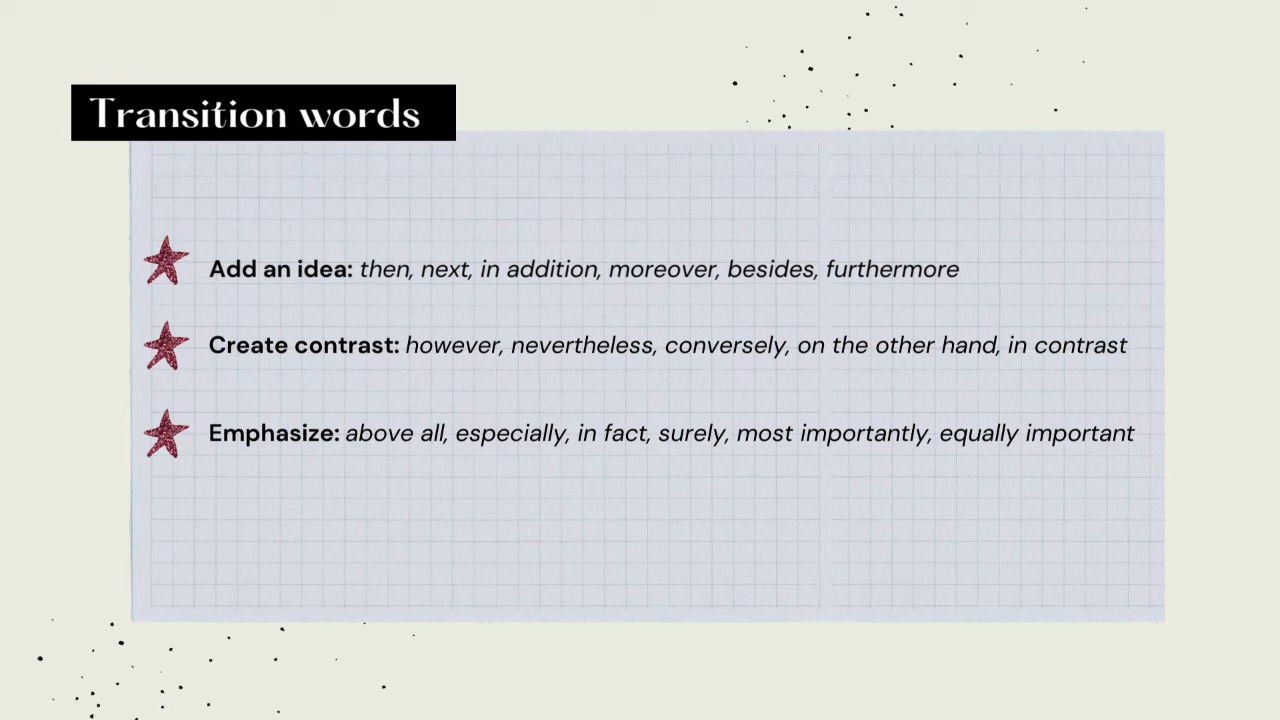 Transition words
Add an idea: then, next, in addition, moreover, besides, furthermore
Create contrast: however, nevertheless, conversely, on the other hand, in contrast
Emphasize: above all, especially, in fact, surely, most importantly, equally important